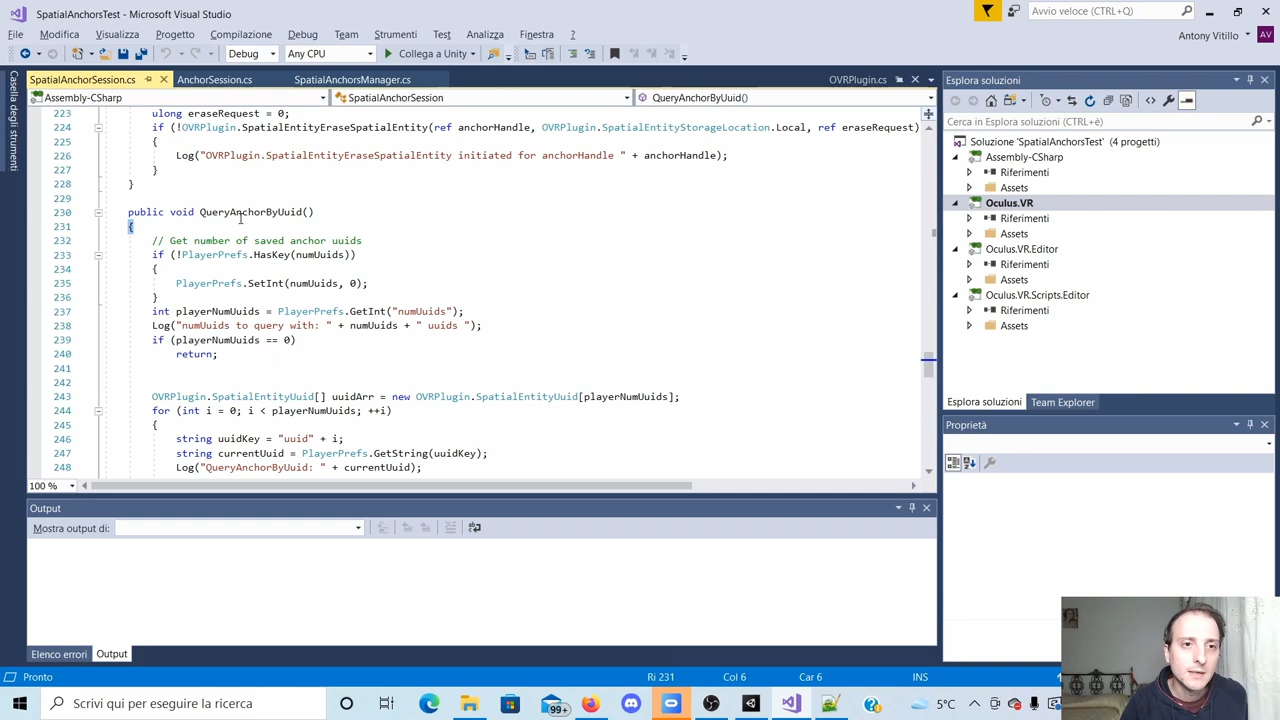 SpatialAnchorsTest - Microsoft Visual Studio
Avvio veloce (CTRL+Q)
File Modifica Visualizza Progetto Compilazione Debug Team Strumenti Test Analizza Finestra ?
Antony Vitillo AV
Debug Any CPU Collega a Unity
Casella degli strumenti
SpatialAnchorSession.cs AnchorSession.cs SpatialAnchorsManager.cs OVRPlugin.cs
Assembly-CSharp SpatialAnchorSession QueryAnchorByUuid()
223 ulong eraseRequest = 0;
224 if (!OVRPlugin.SpatialEntityEraseSpatialEntity(ref anchorHandle, OVRPlugin.SpatialEntityStorageLocation.Local, ref eraseRequest)
225 {
226 Log("OVRPlugin.SpatialEntityEraseSpatialEntity initiated for anchorHandle " + anchorHandle);
227 }
228 }
229
230 public void QueryAnchorByUuid()
231 {
232 // Get number of saved anchor uuids
233 if (!PlayerPrefs.HasKey(numUuids))
234 {
235 PlayerPrefs.SetInt(numUuids, 0);
236 }
237 int playerNumUuids = PlayerPrefs.GetInt("numUuids");
238 Log("numUuids to query with: " + numUuids + " uuids ");
239 if (playerNumUuids == 0)
240 return;
241
242
243 OVRPlugin.SpatialEntityUuid[] uuidArr = new OVRPlugin.SpatialEntityUuid[playerNumUuids];
244 for (int i = 0; i < playerNumUuids; ++i)
245 {
246 string uuidKey = "uuid" + i;
247 string currentUuid = PlayerPrefs.GetString(uuidKey);
248 Log("QueryAnchorByUuid: " + currentUuid);
100 %
Output
Mostra output di:
Elenco errori Output
Esplora soluzioni
Cerca in Esplora soluzioni (CTRL+è)
Soluzione 'SpatialAnchorsTest' (4 progetti)
Assembly-CSharp
Riferimenti
Assets
Oculus.VR
Riferimenti
Assets
Oculus.VR.Editor
Riferimenti
Assets
Oculus.VR.Scripts.Editor
Riferimenti
Assets
Esplora soluzioni Team Explorer
Proprietà
Pronto Ri 231 Col 6 Car 6 INS
Scrivi qui per eseguire la ricerca
99+
5°C